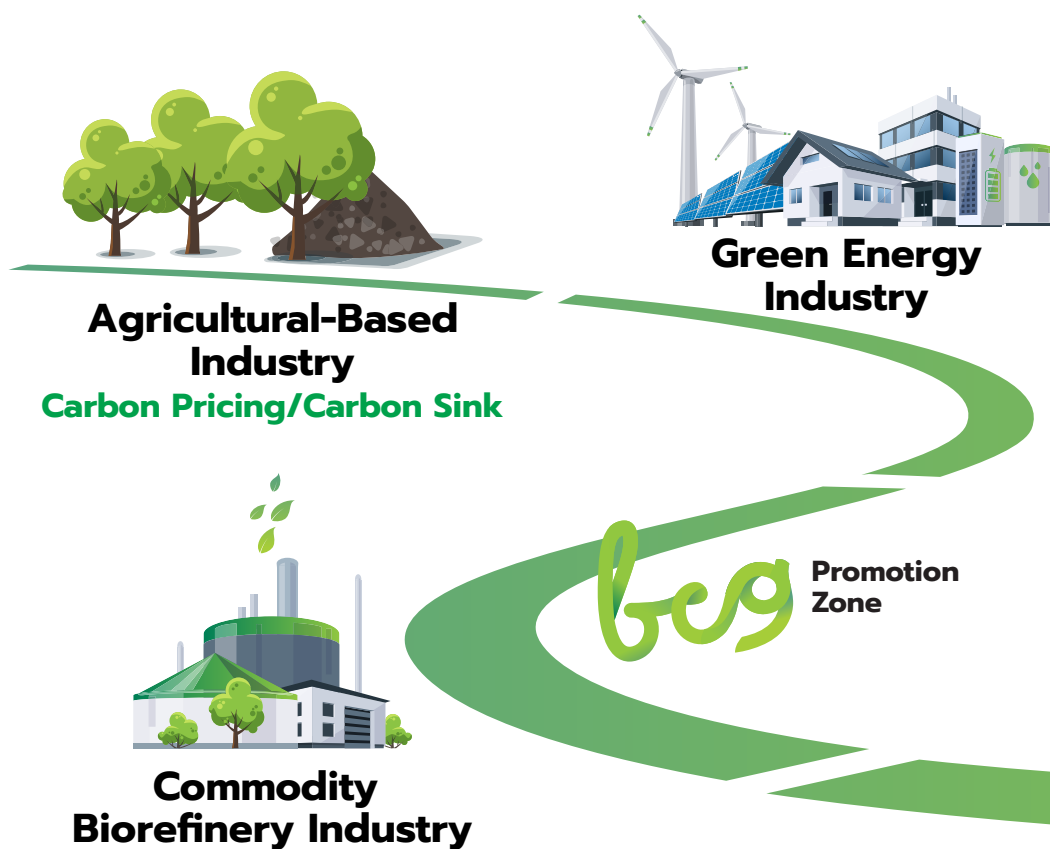 Green Energy
Industry
Agricultural-Based
Industry
Carbon Pricing/Carbon Sink
bcg
Promotion
Zone
Commodity
Biorefinery Industry